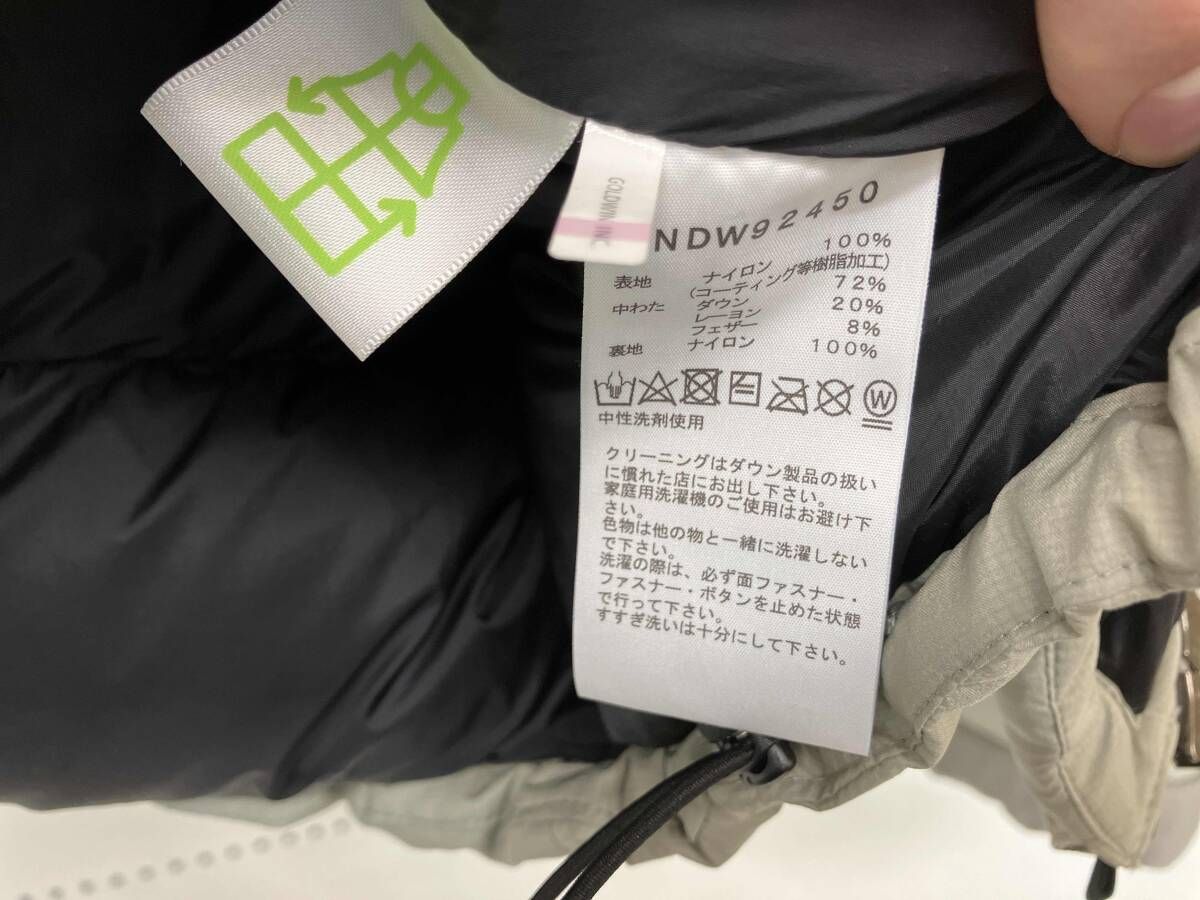 GOLDWIN INC.
NDW92450
表地 ナイロン 100%
(コーティング等樹脂加工)
中わた ダウン 72%
レーヨン 20%
フェザー 8%
裏地 ナイロン 100%
W
中性洗剤使用
クリーニングはダウン製品の扱い
に慣れた店にお出し下さい。
家庭用洗濯機のご使用はお避け下
さい。
色物は他の物と一緒に洗濯しない
で下さい。
洗濯の際は、必ず面ファスナー・
ファスナー・ボタンを止めた状態
で行って下さい。
すすぎ洗いは十分にして下さい。